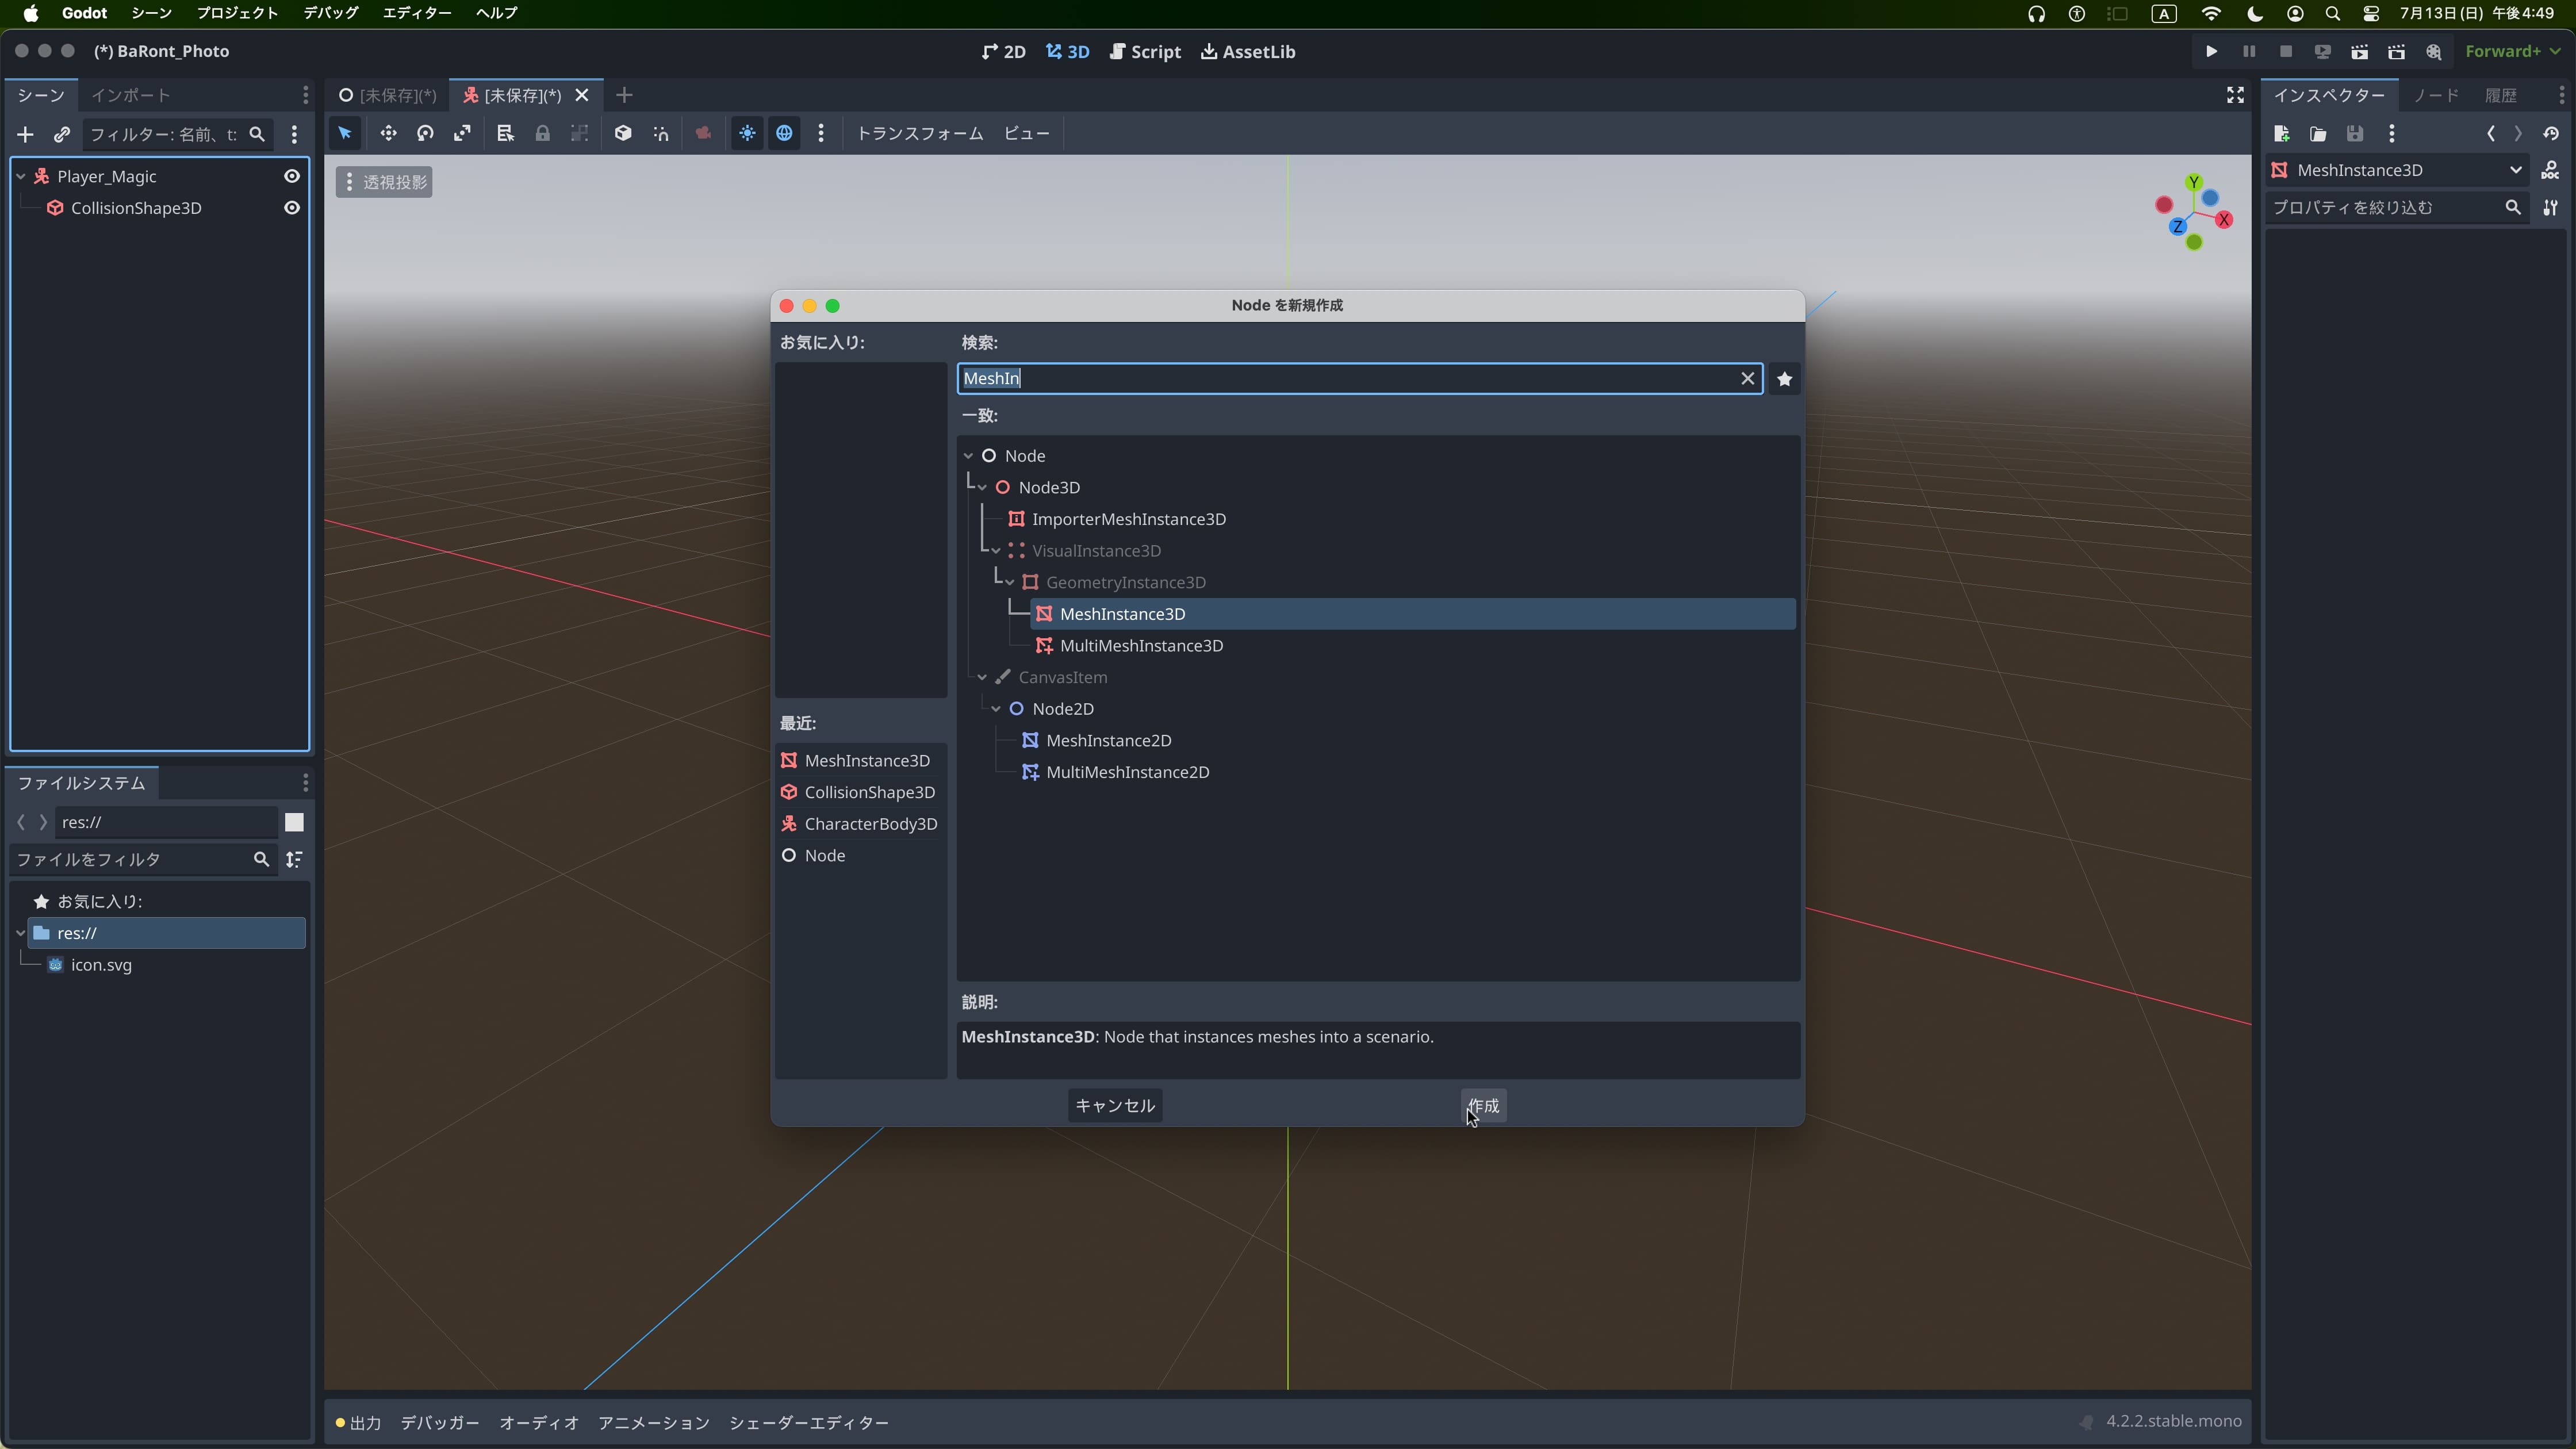 Godot シーン プロジェクト デバッグ エディター ヘルプ
A 7月13日(日) 午後4:49
(*) BaRont_Photo
2D 3D Script AssetLib
Forward+
シーン インポート
[未保存](*) [未保存](*)
インスペクター ノード 履歴
フィルター: 名前、t:
トランスフォーム ビュー
Player_Magic
CollisionShape3D
透視投影
Y
X
Z
MeshInstance3D
DOC
プロパティを絞り込む
Node を新規作成
お気に入り:
検索:
MeshIn
一致:
Node
Node3D
ImporterMeshInstance3D
VisualInstance3D
GeometryInstance3D
MeshInstance3D
MultiMeshInstance3D
CanvasItem
Node2D
MeshInstance2D
MultiMeshInstance2D
最近:
MeshInstance3D
CollisionShape3D
CharacterBody3D
Node
説明:
MeshInstance3D: Node that instances meshes into a scenario.
キャンセル 作成
ファイルシステム
res://
ファイルをフィルタ
お気に入り:
res://
icon.svg
出力 デバッガー オーディオ アニメーション シェーダーエディター
4.2.2.stable.mono